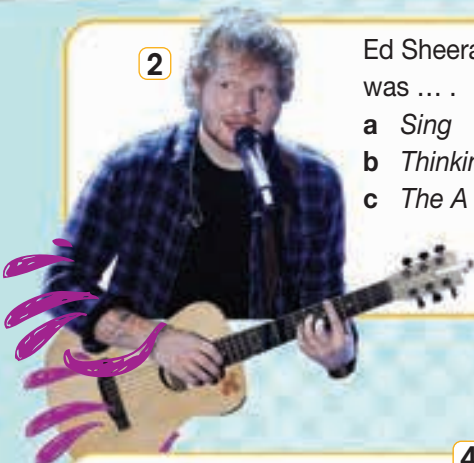 2
Ed Sheera
was ... .
a Sing
b Thinkin
c The A
4